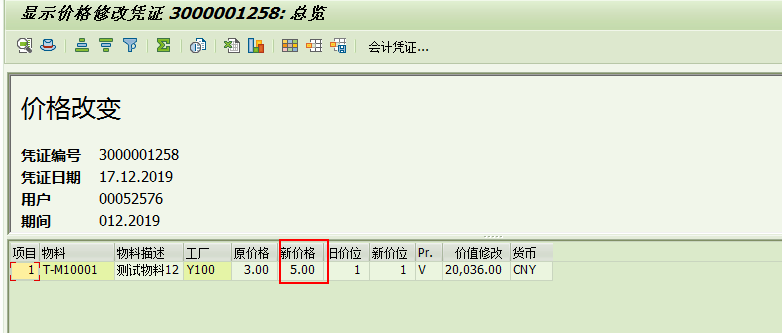 显示价格修改凭证 3000001258: 总览
会计凭证...
价格改变
凭证编号 3000001258
凭证日期 17.12.2019
用户 00052576
期间 012.2019
项目 物料 物料描述 工厂 原价格 新价格 旧价位 新价位 Pr. 价值修改 货币
1 T-M10001 测试物料12 Y100 3.00 5.00 1 1 V 20,036.00 CNY